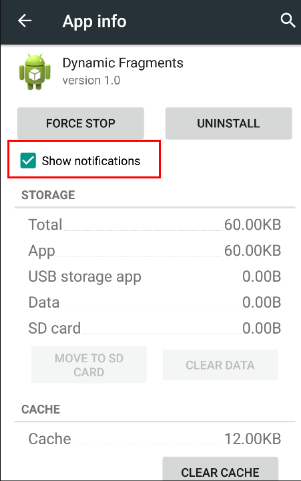 App info
Dynamic Fragments
version 1.0
FORCE STOP UNINSTALL
Show notifications
STORAGE
Total 60.00KB
App 60.00KB
USB storage app 0.00B
Data 0.00B
SD card 0.00B
MOVE TO SD
CARD
CLEAR DATA
CACHE
Cache 12.00KB
CLEAR CACHE